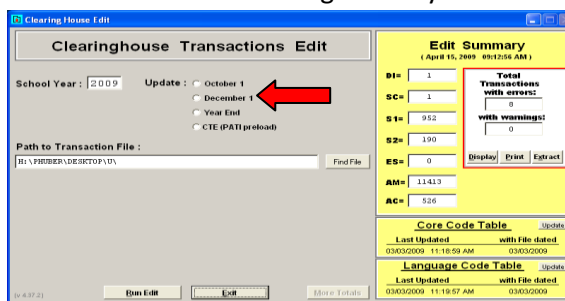 Clearing House Edit
Clearinghouse Transactions Edit
School Year : 2009
Update :
October 1
December 1
Year End
CTE (PATI preload)
Path to Transaction File :
H:\PHUBER\DESKTOP\U\
Find File
(v 4.07.2)
Run Edit
Exit
More Totals
Edit Summary
( April 15, 2009 09:12:56 AM )
DI= 1
SC= 1
S1= 952
S2= 190
ES= 0
AM= 11413
AC= 526
Total
Transactions
with errors:
8
with warnings:
0
Display Print Extract
Core Code Table Update
Last Updated with File dated
03/03/2009 11:18:59 AM 03/03/2009
Language Code Table Update
Last Updated with File dated
03/03/2009 11:19:57 AM 03/03/2009